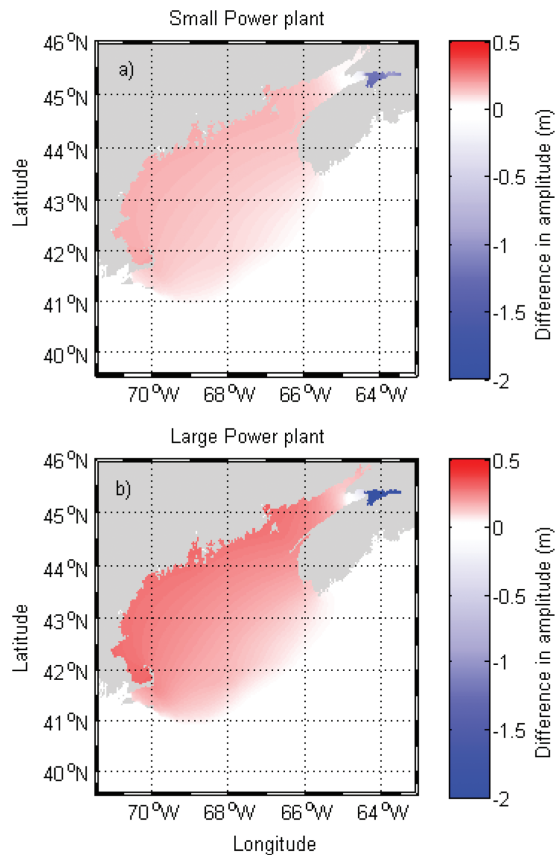 Small Power plant
a)
46°N
45°N
44°N
43°N
42°N
41°N
40°N
Latitude
70°W 68°W 66°W 64°W
0.5
0
-0.5
-1
-1.5
-2
Difference in amplitude (m)
Large Power plant
b)
46°N
45°N
44°N
43°N
42°N
41°N
40°N
Latitude
70°W 68°W 66°W 64°W
Longitude
0.5
0
-0.5
-1
-1.5
-2
Difference in amplitude (m)